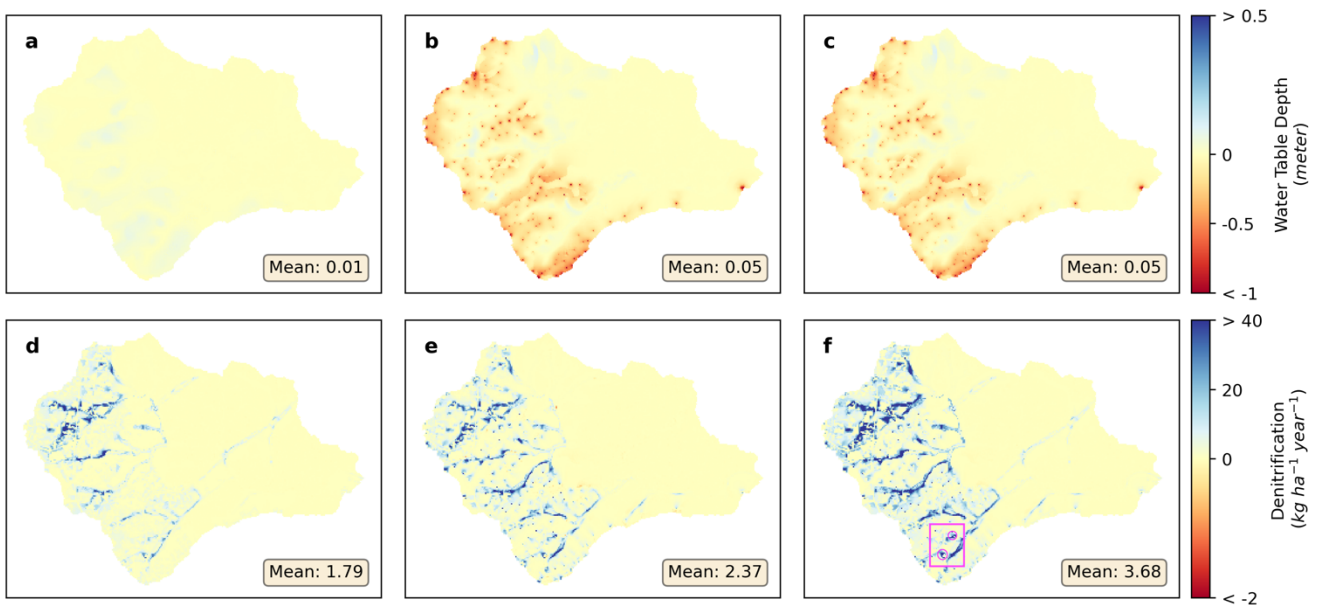 a
Mean: 0.01
b
Mean: 0.05
c
Mean: 0.05
> 0.5
0
-0.5
< -1
Water Table Depth
(meter)
d
Mean: 1.79
e
Mean: 2.37
f
Mean: 3.68
> 40
20
0
< -2
Denitrification
(kg ha⁻¹ year⁻¹)